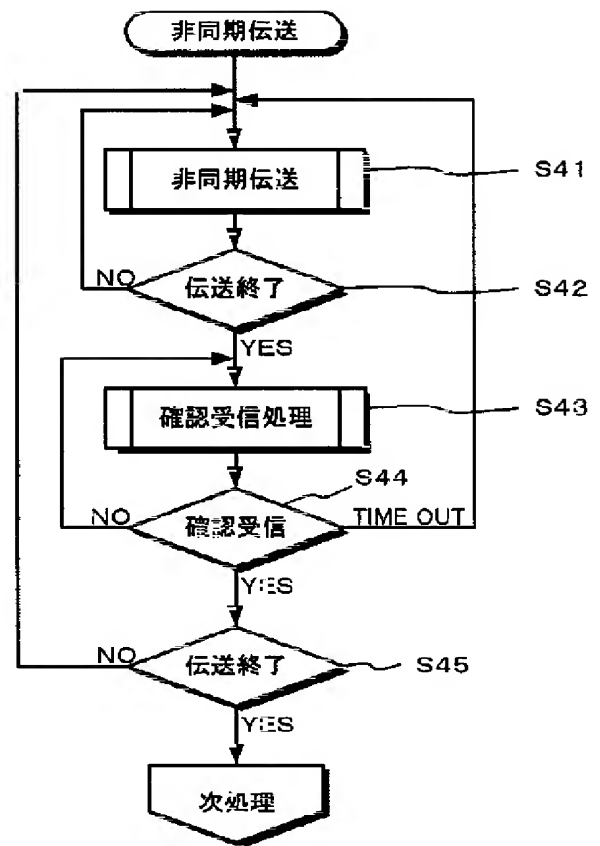 非同期伝送
非同期伝送
S41
伝送終了
NO
S42
YES
確認受信処理
S43
S44
確認受信
NO
TIME OUT
YES
伝送終了
NO
S45
YES
次処理